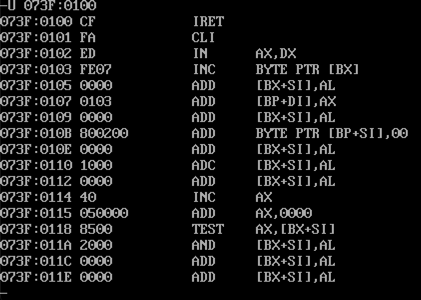 -U 073F:0100
073F:0100 CF IRET
073F:0101 FA CLI
073F:0102 ED IN AX,DX
073F:0103 FE07 INC BYTE PTR [BX]
073F:0105 0000 ADD [BX+SI],AL
073F:0107 0103 ADD [BP+DI],AX
073F:0109 0000 ADD [BX+SI],AL
073F:010B 800200 ADD BYTE PTR [BP+SI],00
073F:010E 0000 ADD [BX+SI],AL
073F:0110 1000 ADC [BX+SI],AL
073F:0112 0000 ADD [BX+SI],AL
073F:0114 40 INC AX
073F:0115 050000 ADD AX,0000
073F:0118 8500 TEST AX,[BX+SI]
073F:011A 2000 AND [BX+SI],AL
073F:011C 0000 ADD [BX+SI],AL
073F:011E 0000 ADD [BX+SI],AL
-